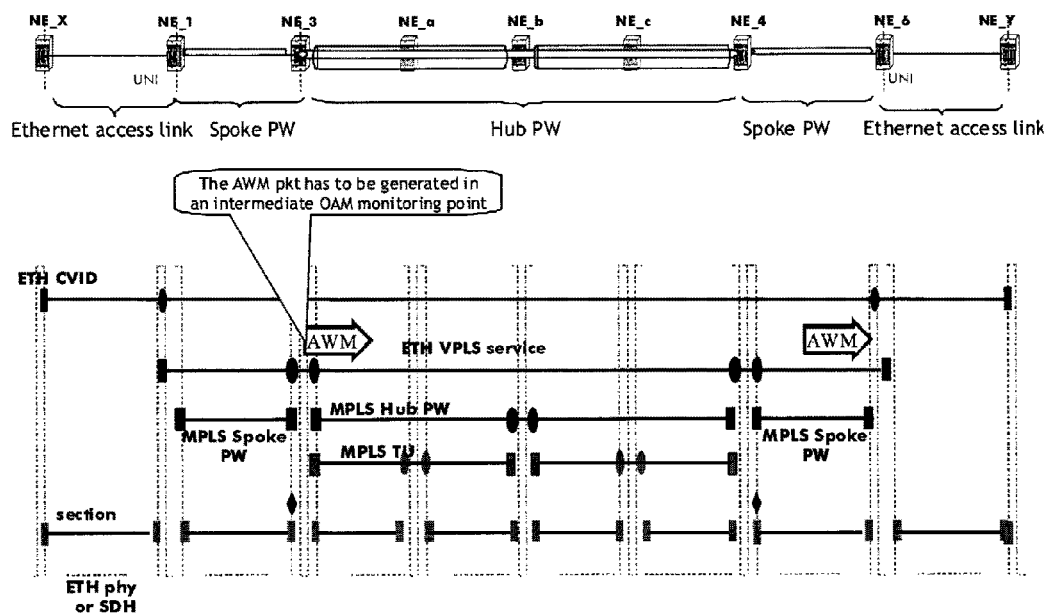 NE_X NE_1 NE_3 NE_a NE_b NE_c NE_4 NE_6 NE_Y
UNI UNI
Ethernet access link Spoke PW Hub PW Spoke PW Ethernet access link
The AWM pkt has to be generated in
an intermediate OAM monitoring point
ETH CVID
AWM AWM
ETH VPLS service
MPLS Hub PW
MPLS Spoke
PW
MPLS Spoke
PW
MPLS TU
section
ETH phy
or SDH